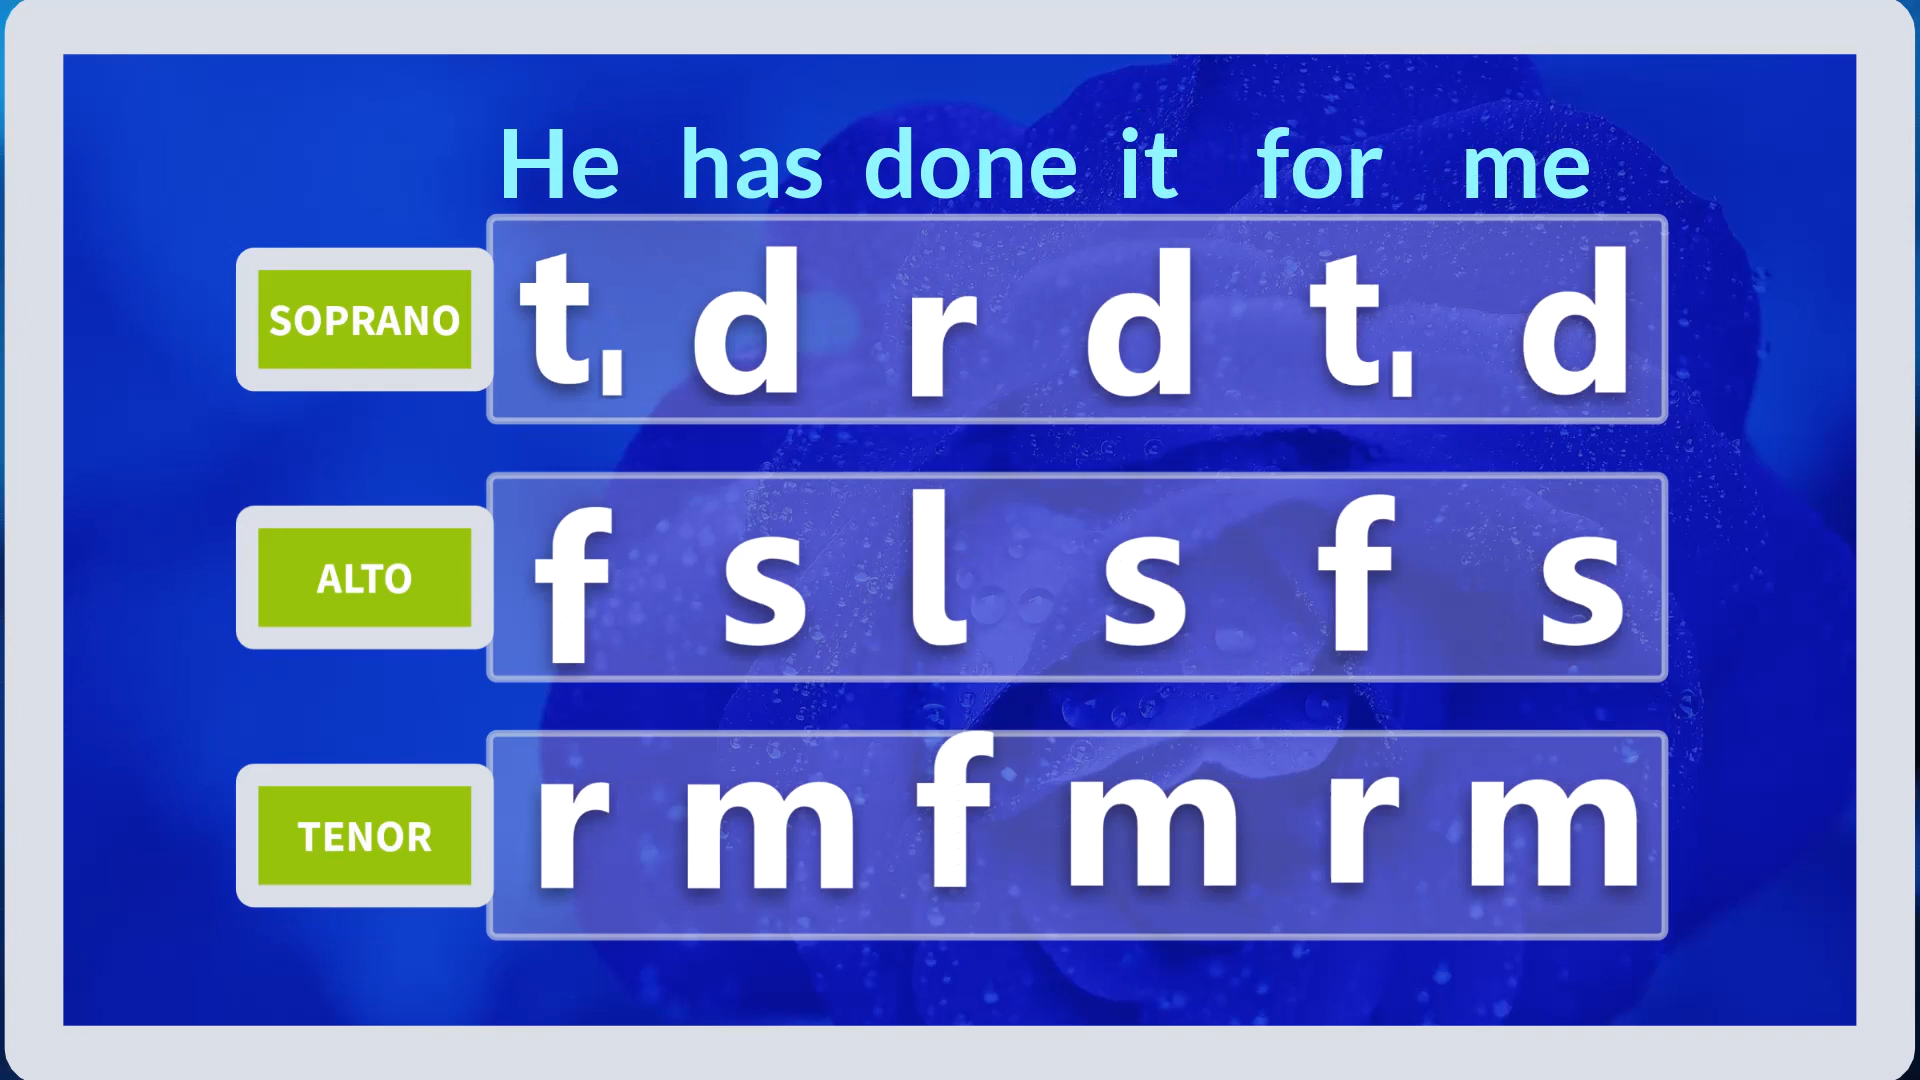 He has done it for me
SOPRANO t, d r d t, d
ALTO f s l s f s
TENOR r m f m r m